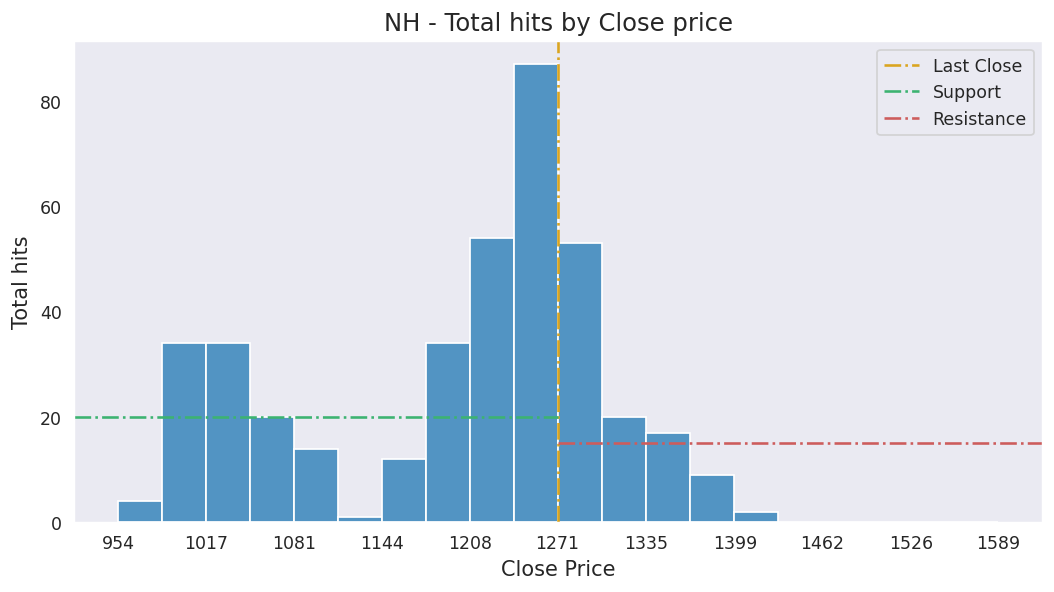 NH - Total hits by Close price
Last Close
Support
Resistance
Total hits
80
60
40
20
0
954 1017 1081 1144 1208 1271 1335 1399 1462 1526 1589
Close Price